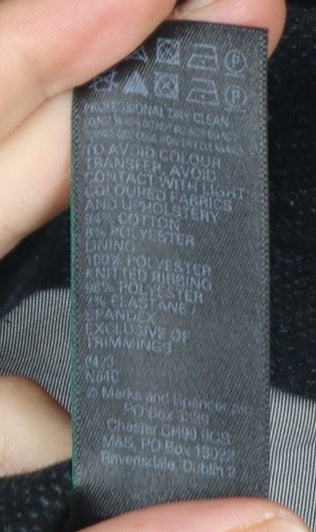 PROFESSIONAL DRY CLEAN
TO AVOID COLOUR
TRANSFER, AVOID
CONTACT WITH LIGHT
COLOURED FABRICS
AND UPHOLSTERY
COTTON
POLYESTER
LINING
100% POLYESTER
KNITTED RIBBING
98% POLYESTER
2% ELASTANE /
SPANDEX
EXCLUSIVE OF
TRIMMINGS
0423
© Marks and Spencer plc
PO Box
Chester CH99 9QS
M&S, PO Box
Ravensdale, Dublin 2